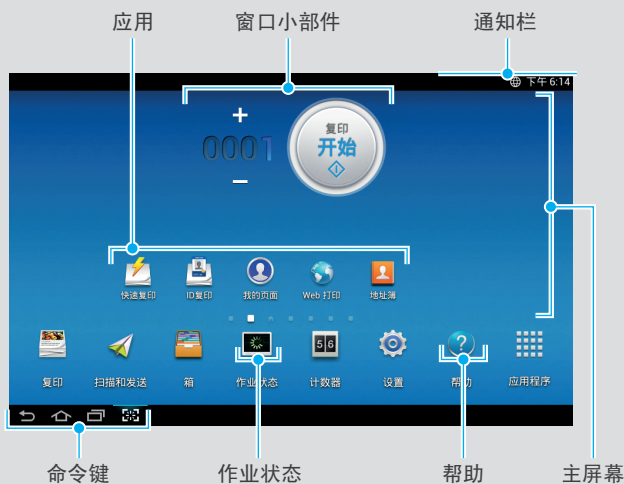 应用 窗口小部件 通知栏
下午 6:14
+
0001
−
复印
开始
快速复印 ID复印 我的页面 Web 打印 地址簿
5 6
?
复印 扫描和发送 箱 作业状态 计数器 设置 帮助 应用程序
命令键 作业状态 帮助 主屏幕